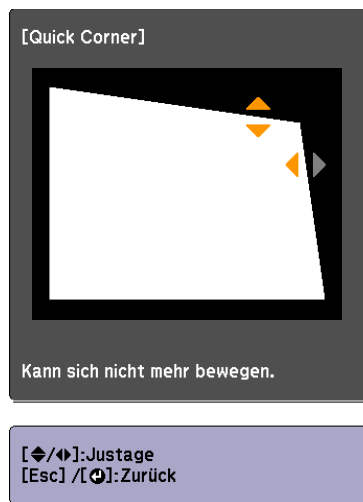 [Quick Corner]
Kann sich nicht mehr bewegen.
[◆/◆]:Justage
[Esc] /[↵]:Zurück